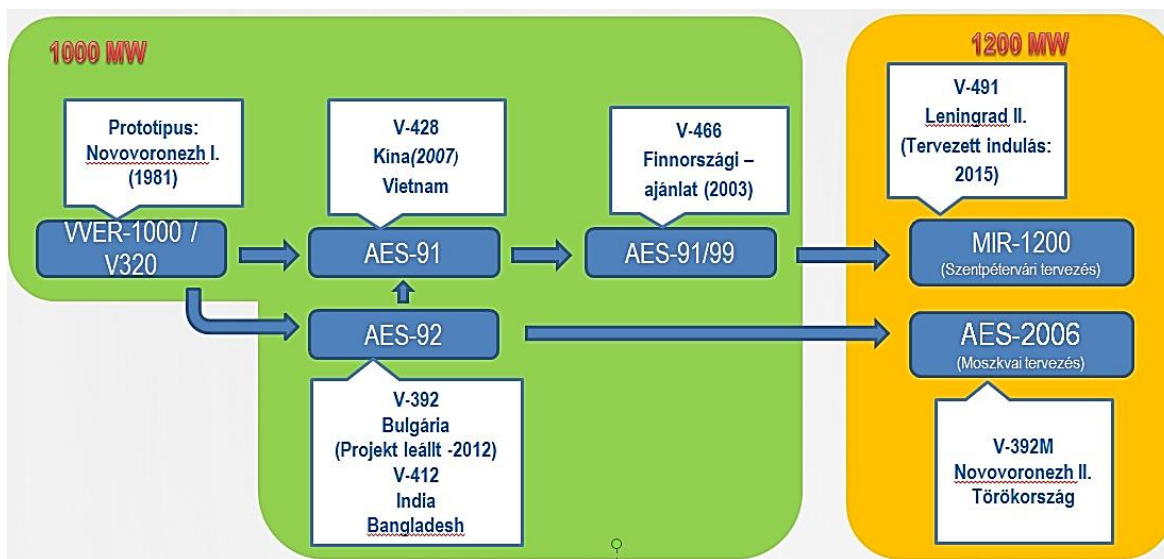 1000 MW
1200 MW
Prototípus:
Novovoronezh I.
(1981)
V-428
Kína(2007)
Vietnam
V-466
Finnországi –
ajánlat (2003)
V-491
Leningrad II.
(Tervezett indulás:
2015)
VVER-1000 /
V320
AES-91
AES-91/99
MIR-1200
(Szentpétervári tervezés)
AES-92
AES-2006
(Moszkvai tervezés)
V-392
Bulgária
(Projekt leállt -2012)
V-412
India
Bangladesh
V-392M
Novovoronezh II.
Törökország